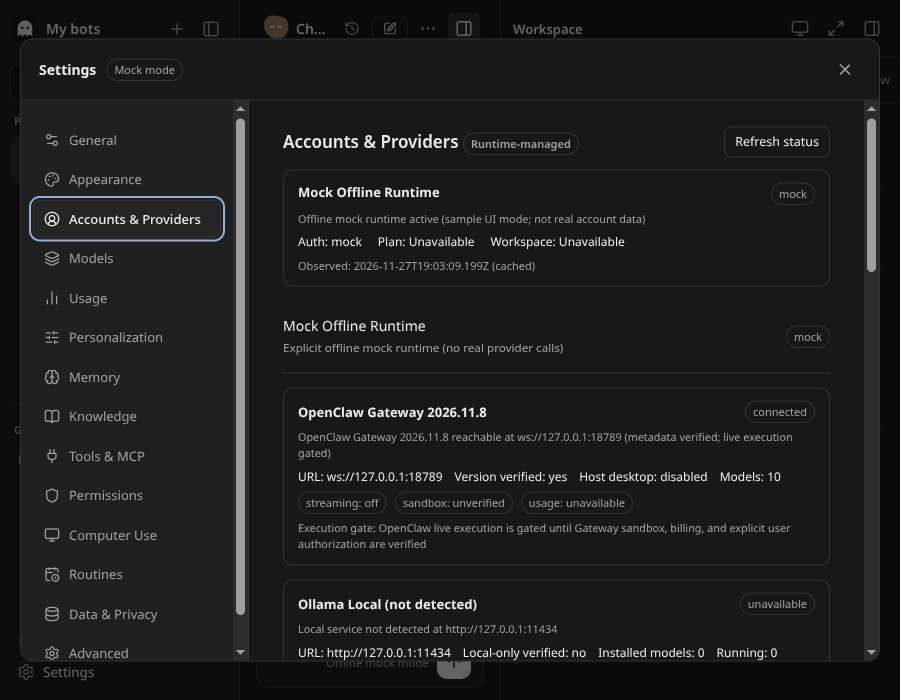 My bots
Ch...
Workspace
Settings
Mock mode
General
Appearance
Accounts & Providers
Models
Usage
Personalization
Memory
Knowledge
Tools & MCP
Permissions
Computer Use
Routines
Data & Privacy
Advanced
Settings
Accounts & Providers
Runtime-managed
Refresh status
Mock Offline Runtime
mock
Offline mock runtime active (sample UI mode; not real account data)
Auth: mock Plan: Unavailable Workspace: Unavailable
Observed: 2026-11-27T19:03:09.199Z (cached)
Mock Offline Runtime
Explicit offline mock runtime (no real provider calls)
mock
OpenClaw Gateway 2026.11.8
connected
OpenClaw Gateway 2026.11.8 reachable at ws://127.0.0.1:18789 (metadata verified; live execution
gated)
URL: ws://127.0.0.1:18789 Version verified: yes Host desktop: disabled Models: 10
streaming: off sandbox: unverified usage: unavailable
Execution gate: OpenClaw live execution is gated until Gateway sandbox, billing, and explicit user
authorization are verified
Ollama Local (not detected)
unavailable
Local service not detected at http://127.0.0.1:11434
URL: http://127.0.0.1:11434 Local-only verified: no Installed models: 0 Running: 0
Offline mock mode